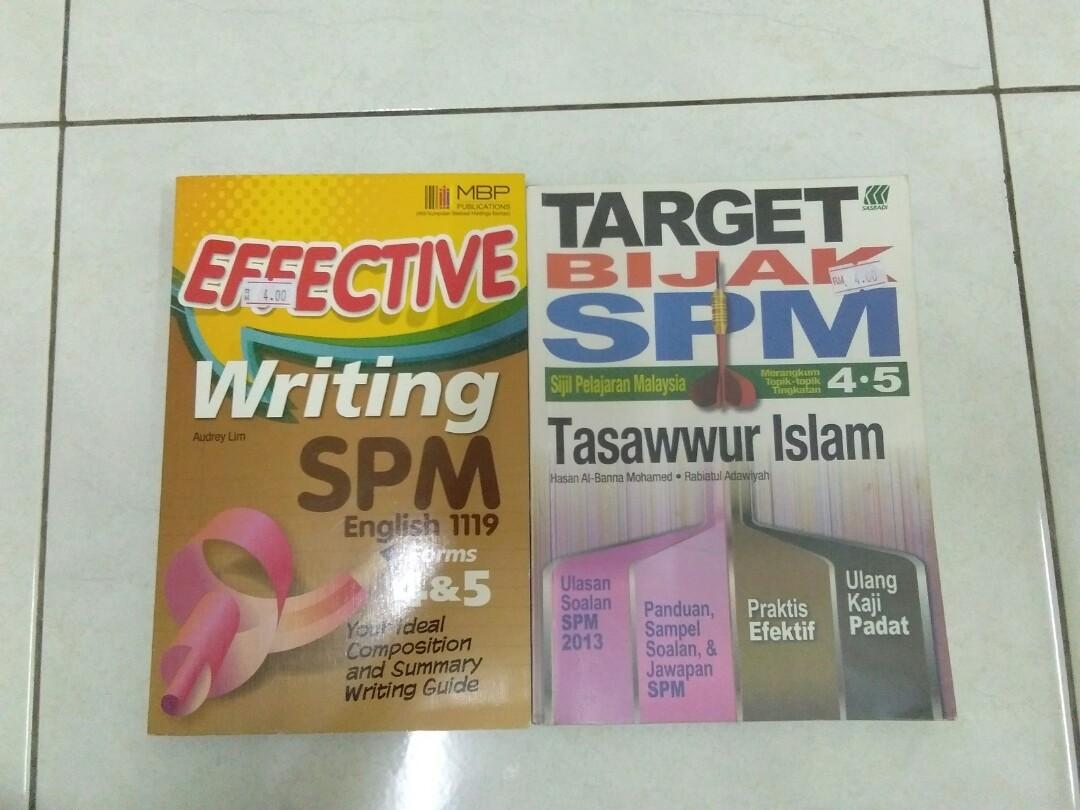 MBP
PUBLICATIONS
EFFECTIVE
4.00
Writing
Audrey Lim
SPM
English 1119
Forms
4&5
Your Ideal
Composition
and Summary
Writing Guide
TARGET
SASBADI
BIJAK
RM 4.00
SPM
Sijil Pelajaran Malaysia
Merangkum
Topik-topik
Tingkatan
4•5
Tasawwur Islam
Hasan Al-Banna Mohamed • Rabiatul Adawiyah
Ulasan
Soalan
SPM
2013
Panduan,
Sampel
Soalan, &
Jawapan
SPM
Praktis
Efektif
Ulang
Kaji
Padat